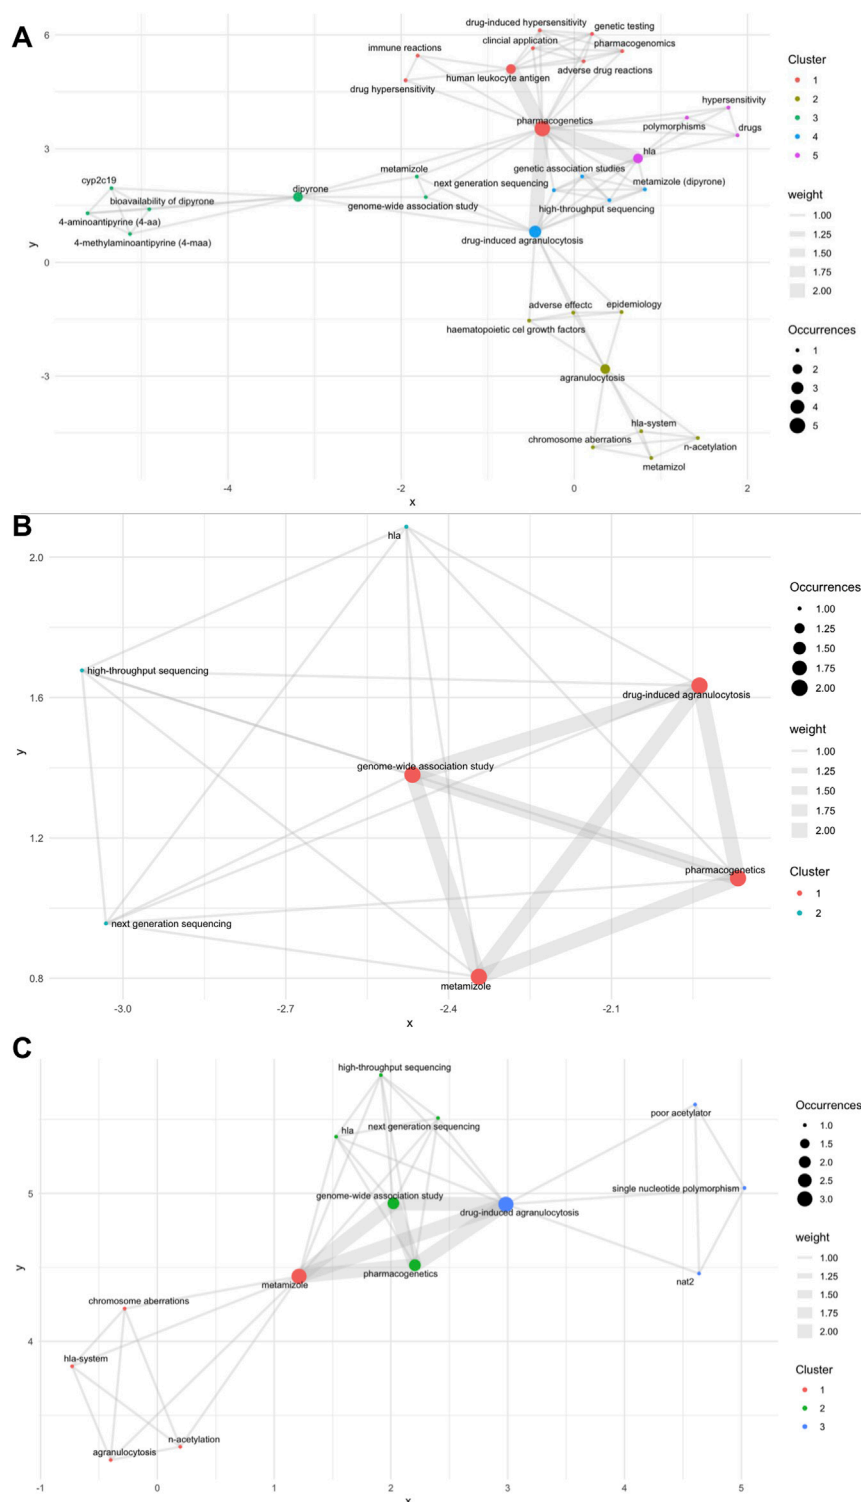 A
drug-induced hypersensitivity
genetic testing
clincial application
pharmacogenomics
immune reactions
human leukocyte antigen
adverse drug reactions
drug hypersensitivity
pharmacogenetics
hypersensitivity
polymorphisms
drugs
hla
genetic association studies
metamizole
next generation sequencing
metamizole (dipyrone)
cyp2c19
dipyrone
bioavailability of dipyrone
genome-wide association study
high-throughput sequencing
4-aminoantipyrine (4-aa)
4-methylaminoantipyrine (4-maa)
drug-induced agranulocytosis
adverse effectc
epidemiology
haematopoietic cel growth factors
agranulocytosis
hla-system
chromosome aberrations
n-acetylation
metamizol
6
3
0
-3
y
-4
-2
0
2
x
Cluster
1
2
3
4
5
weight
1.00
1.25
1.50
1.75
2.00
Occurrences
1
2
3
4
5
B
hla
high-throughput sequencing
drug-induced agranulocytosis
genome-wide association study
pharmacogenetics
next generation sequencing
metamizole
2.0
1.6
1.2
0.8
y
-3.0
-2.7
-2.4
-2.1
x
Occurrences
1.00
1.25
1.50
1.75
2.00
weight
1.00
1.25
1.50
1.75
2.00
Cluster
1
2
C
high-throughput sequencing
poor acetylator
next generation sequencing
hla
single nucleotide polymorphism
genome-wide association study
drug-induced agranulocytosis
pharmacogenetics
nat2
metamizole
chromosome aberrations
hla-system
n-acetylation
agranulocytosis
5
4
y
-1
0
1
2
3
4
5
x
Occurrences
1.0
1.5
2.0
2.5
3.0
weight
1.00
1.25
1.50
1.75
2.00
Cluster
1
2
3